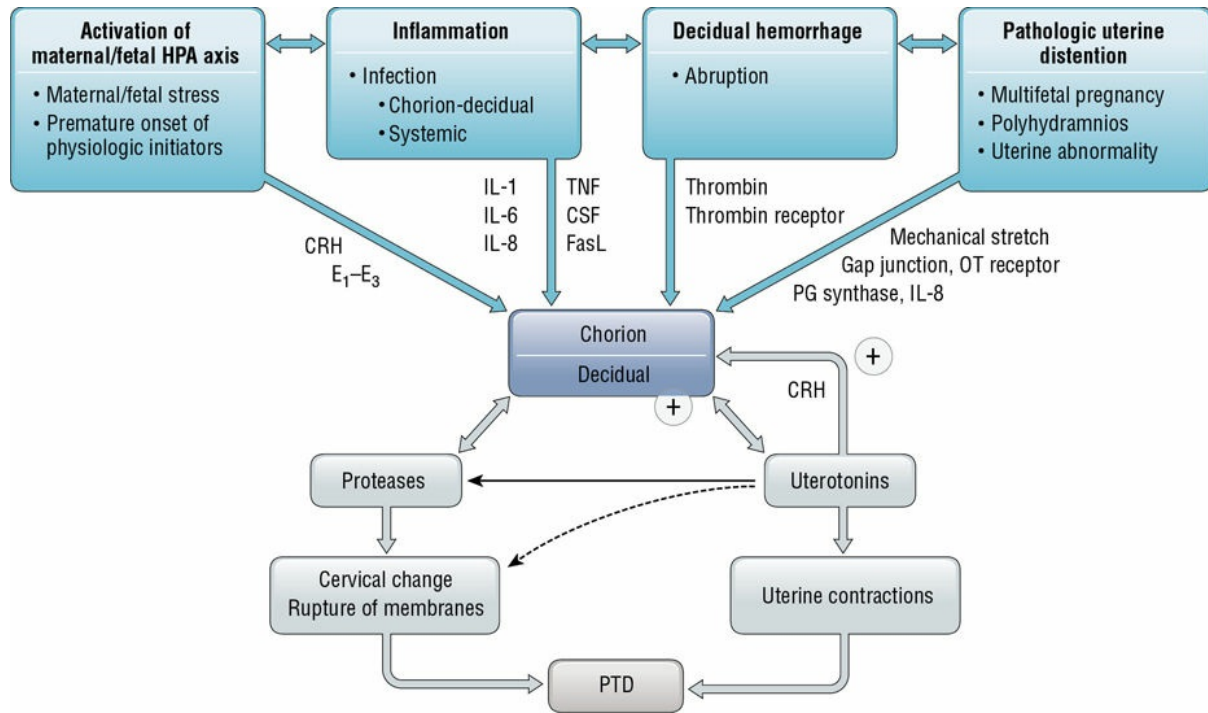 Activation of
maternal/fetal HPA axis
• Maternal/fetal stress
• Premature onset of
physiologic initiators
Inflammation
• Infection
• Chorion-decidual
• Systemic
Decidual hemorrhage
• Abruption
Pathologic uterine
distention
• Multifetal pregnancy
• Polyhydramnios
• Uterine abnormality
CRH
E₁–E₃
IL-1
IL-6
IL-8
TNF
CSF
FasL
Thrombin
Thrombin receptor
Mechanical stretch
Gap junction, OT receptor
PG synthase, IL-8
Chorion
Decidual
+
+
CRH
Proteases
Uterotonins
Cervical change
Rupture of membranes
Uterine contractions
PTD